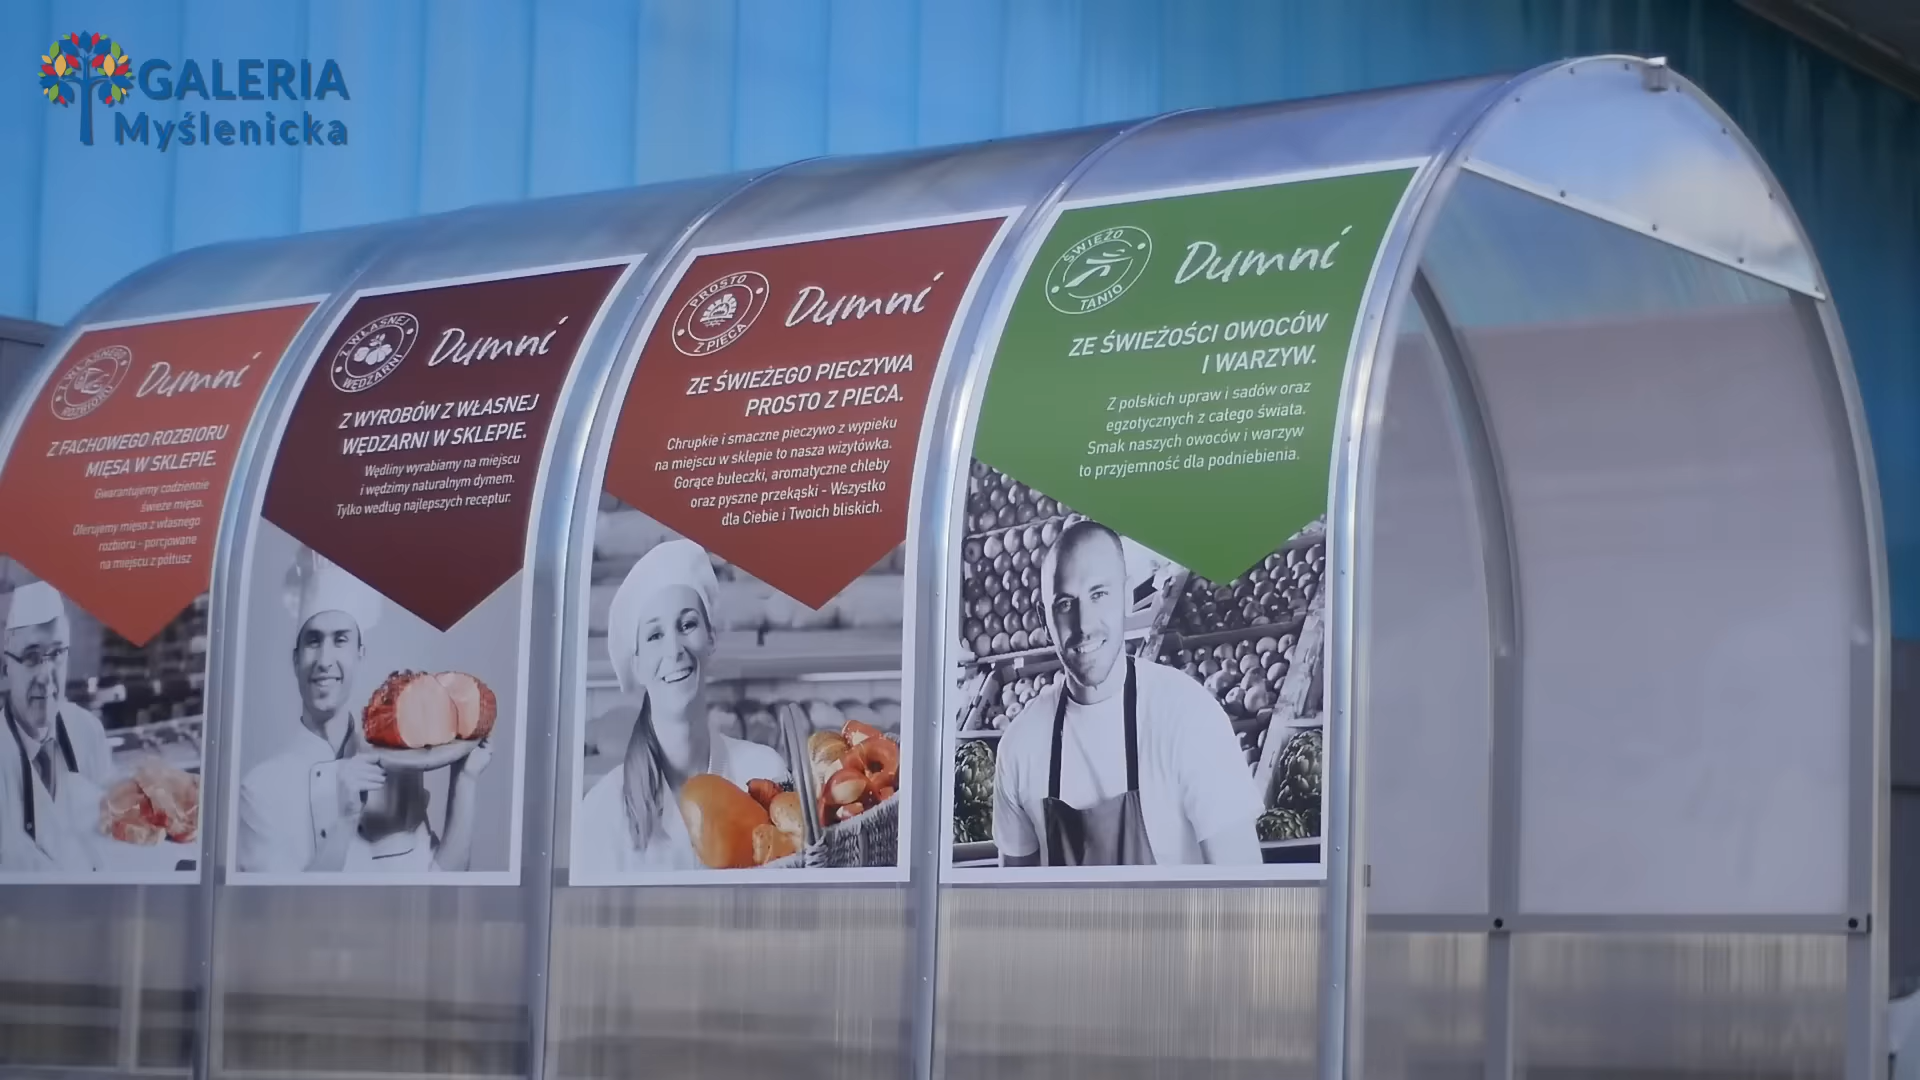 GALERIA
Myślenicka
Z WŁASNEGO
ROZBIORU
Dumni
Z FACHOWEGO ROZBIORU
MIĘSA W SKLEPIE.
Gwarantujemy codziennie
świeże mięso.
Oferujemy mięso z własnego
rozbioru - porcjowane
na miejscu z półtusz
Z WŁASNEJ
WĘDZARNI
Dumni
Z WYROBÓW Z WŁASNEJ
WĘDZARNI W SKLEPIE.
Wędliny wyrabiamy na miejscu
i wędzimy naturalnym dymem.
Tylko według najlepszych receptur.
PROSTO
Z PIECA
Dumni
ZE ŚWIEŻEGO PIECZYWA
PROSTO Z PIECA.
Chrupkie i smaczne pieczywo z wypieku
na miejscu w sklepie to nasza wizytówka.
Gorące bułeczki, aromatyczne chleby
oraz pyszne przekąski - Wszystko
dla Ciebie i Twoich bliskich.
ŚWIEŻO
TANIO
Dumni
ZE ŚWIEŻOŚCI OWOCÓW
I WARZYW.
Z polskich upraw i sadów oraz
egzotycznych z całego świata.
Smak naszych owoców i warzyw
to przyjemność dla podniebienia.